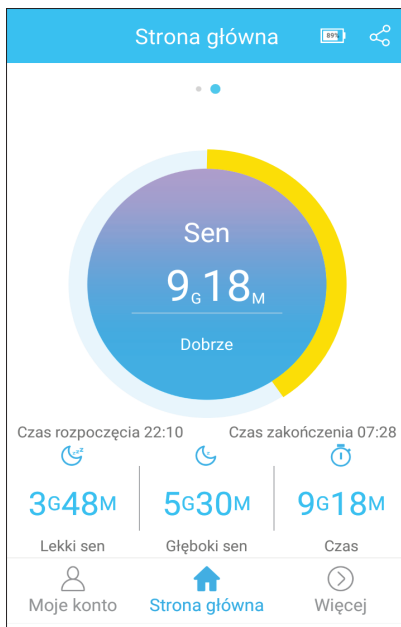 Strona główna 89%
Sen
9G18M
Dobrze
Czas rozpoczęcia 22:10 Czas zakończenia 07:28
3G48M 5G30M 9G18M
Lekki sen Głęboki sen Czas
Moje konto Strona główna Więcej